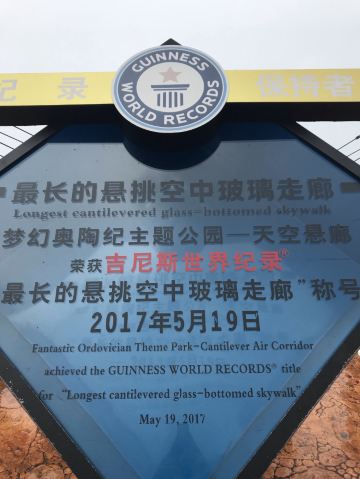 纪录
GUINNESS
WORLD RECORDS
保持者
最长的悬挑空中玻璃走廊
Longest cantilevered glass-bottomed skywalk
梦幻奥陶纪主题公园—天空悬廊
荣获吉尼斯世界纪录®
最长的悬挑空中玻璃走廊"称号
2017年5月19日
Fantastic Ordovician Theme Park-Cantilever Air Corridor
achieved the GUINNESS WORLD RECORDS® title
for "Longest cantilevered glass-bottomed skywalk"
May 19, 2017